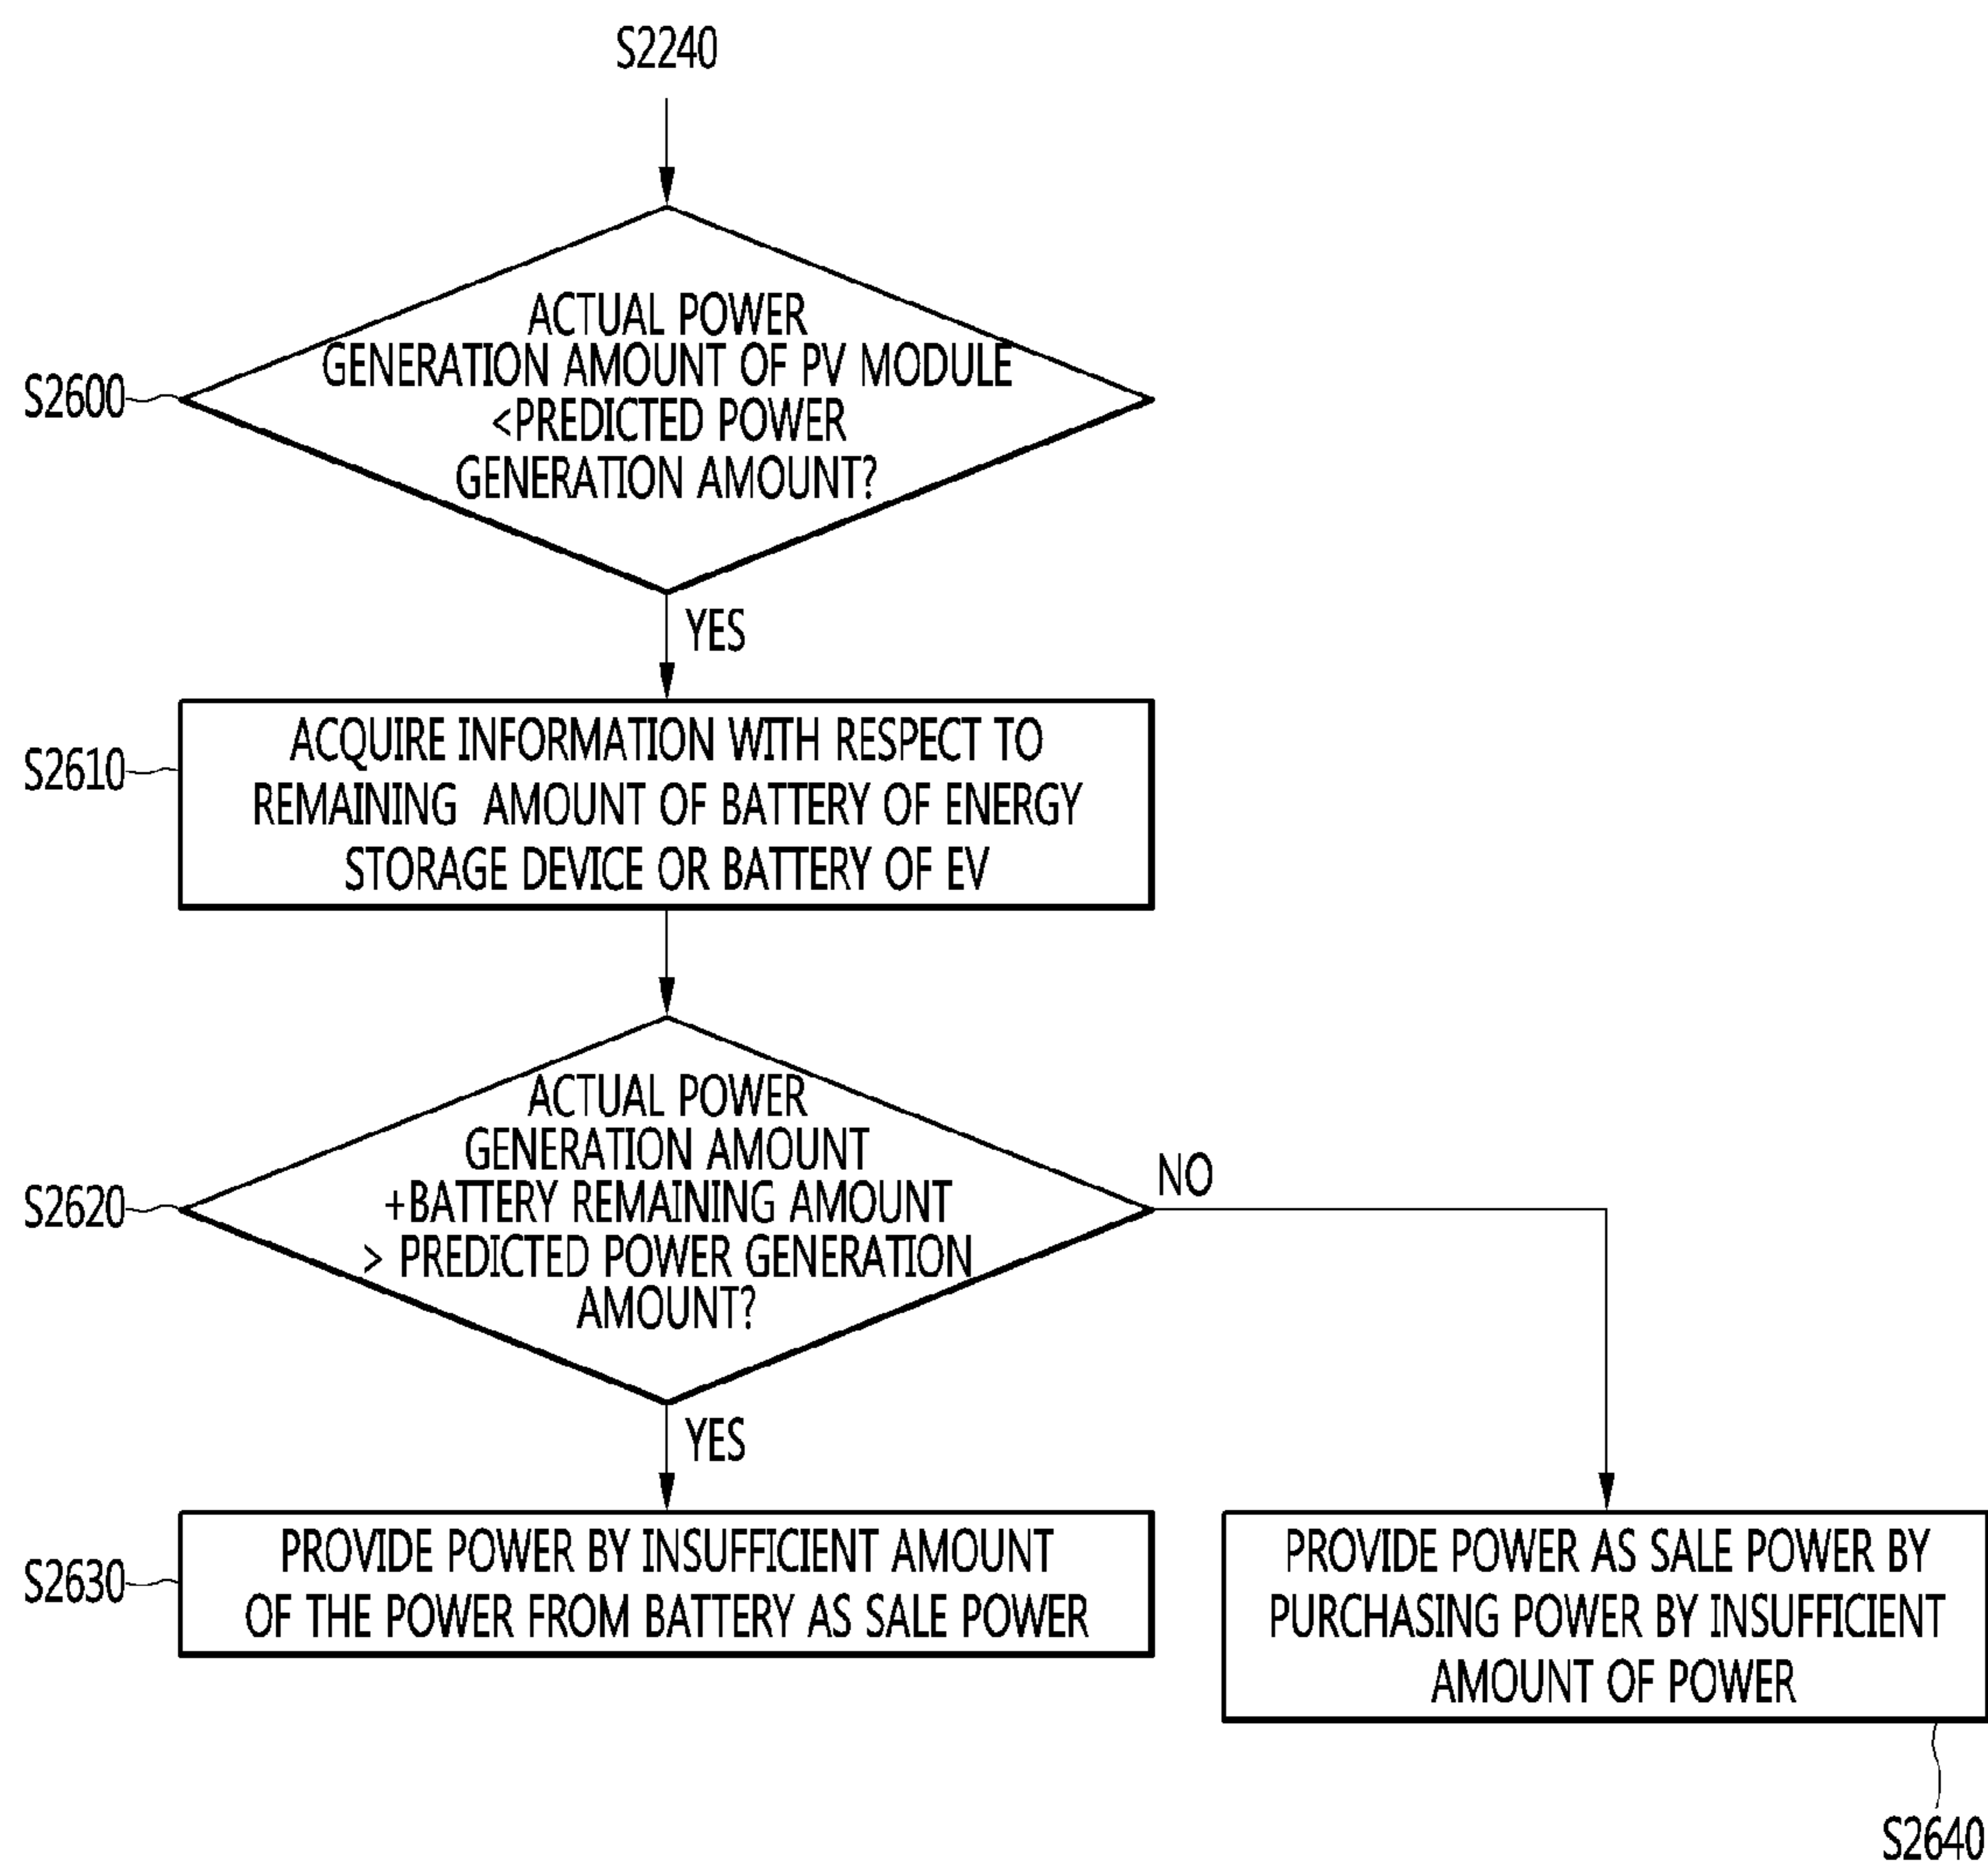 S2240
ACTUAL POWER
GENERATION AMOUNT OF PV MODULE
<PREDICTED POWER
GENERATION AMOUNT?
S2600
YES
ACQUIRE INFORMATION WITH RESPECT TO
REMAINING AMOUNT OF BATTERY OF ENERGY
STORAGE DEVICE OR BATTERY OF EV
S2610
ACTUAL POWER
GENERATION AMOUNT
+BATTERY REMAINING AMOUNT
> PREDICTED POWER GENERATION
AMOUNT?
S2620
NO
YES
PROVIDE POWER BY INSUFFICIENT AMOUNT
OF THE POWER FROM BATTERY AS SALE POWER
S2630
PROVIDE POWER AS SALE POWER BY
PURCHASING POWER BY INSUFFICIENT
AMOUNT OF POWER
S2640